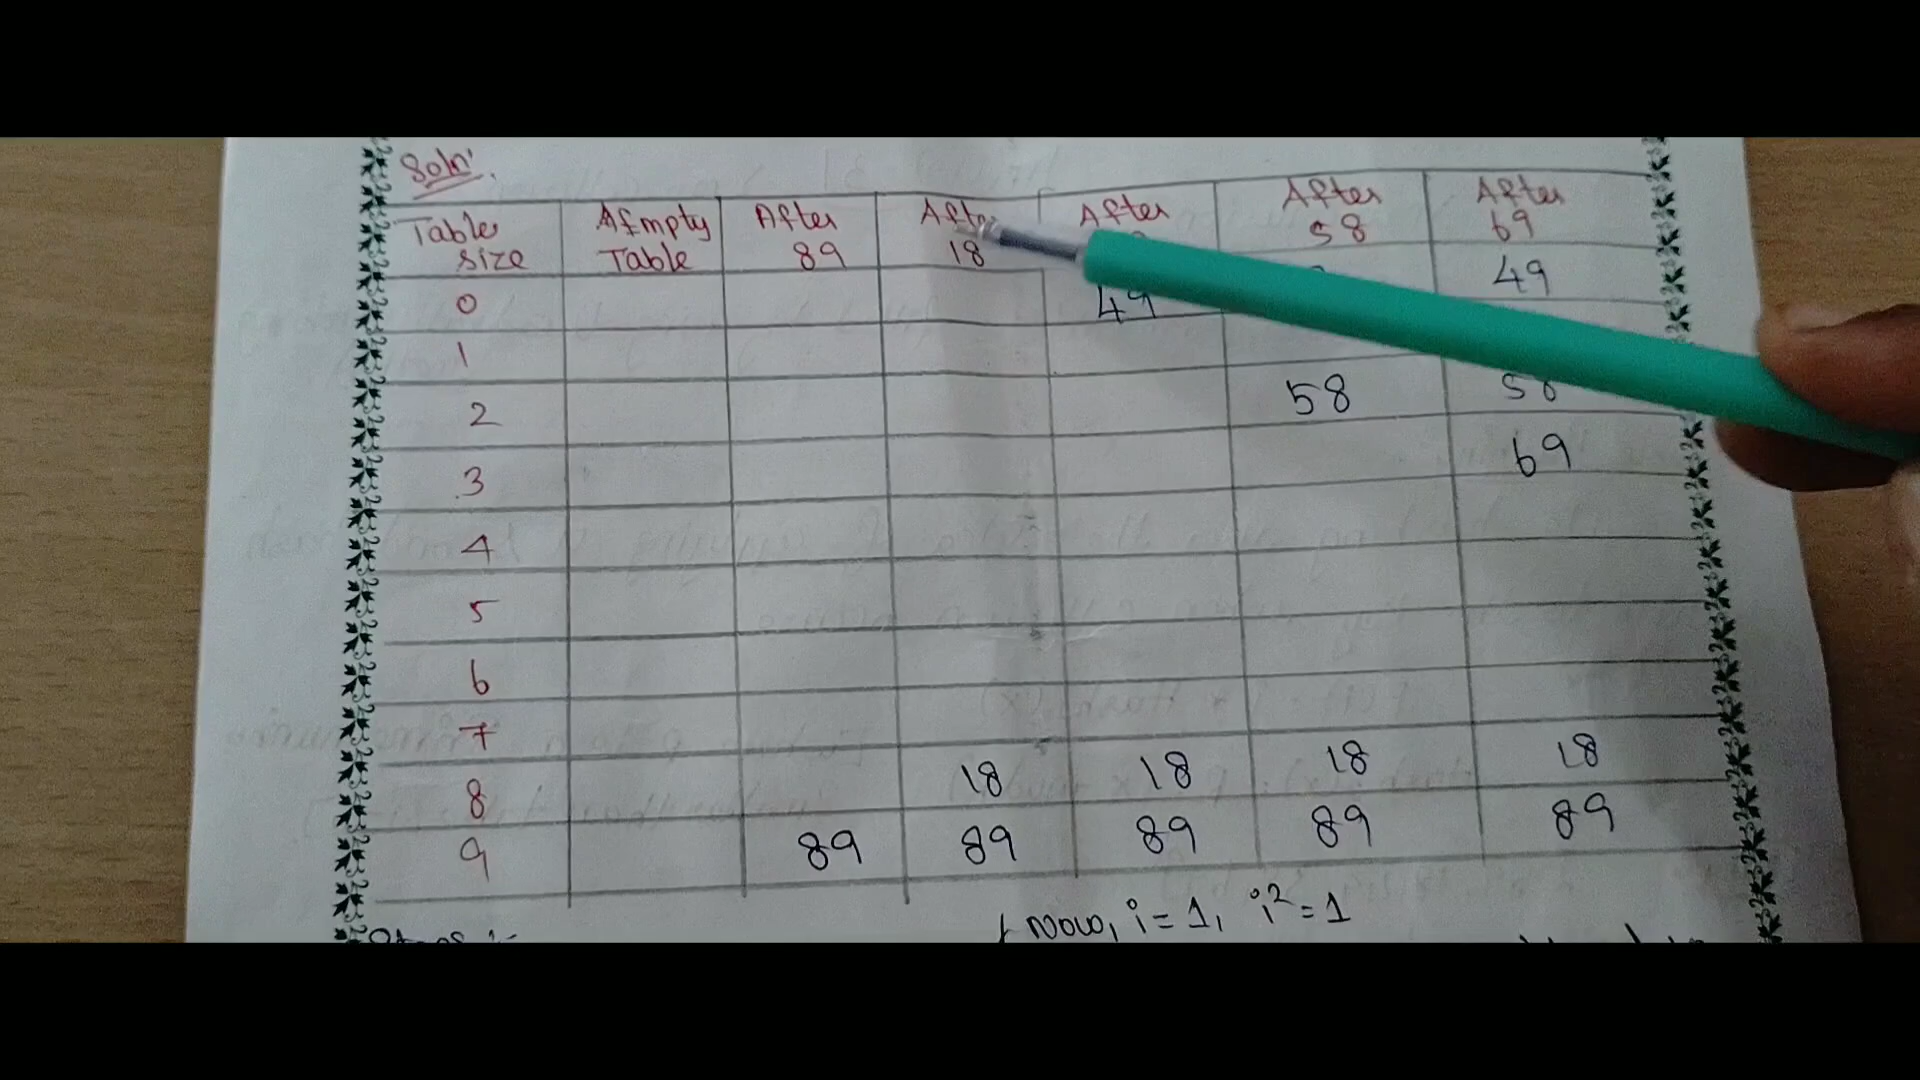 Soln:
Table size Afmpty Table After 89 After 18 After After 58 After 69
0 49 49
1
2 58 58
3 69
4
5
6
7
8 18 18 18 18
9 89 89 89 89 89
Now, i=1, i²=1